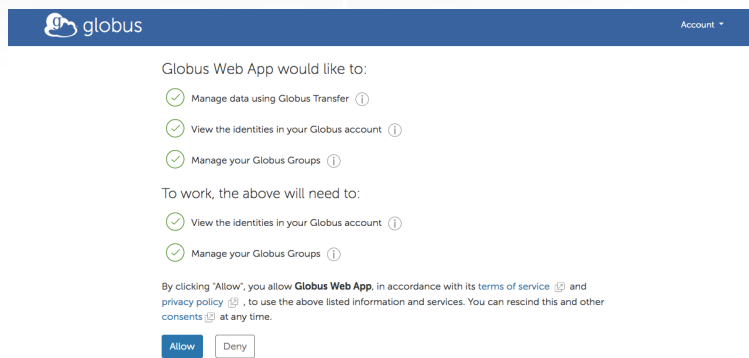 globus
Account
Globus Web App would like to:
Manage data using Globus Transfer
View the identities in your Globus account
Manage your Globus Groups
To work, the above will need to:
View the identities in your Globus account
Manage your Globus Groups
By clicking "Allow", you allow Globus Web App, in accordance with its terms of service and
privacy policy , to use the above listed information and services. You can rescind this and other
consents at any time.
Allow Deny